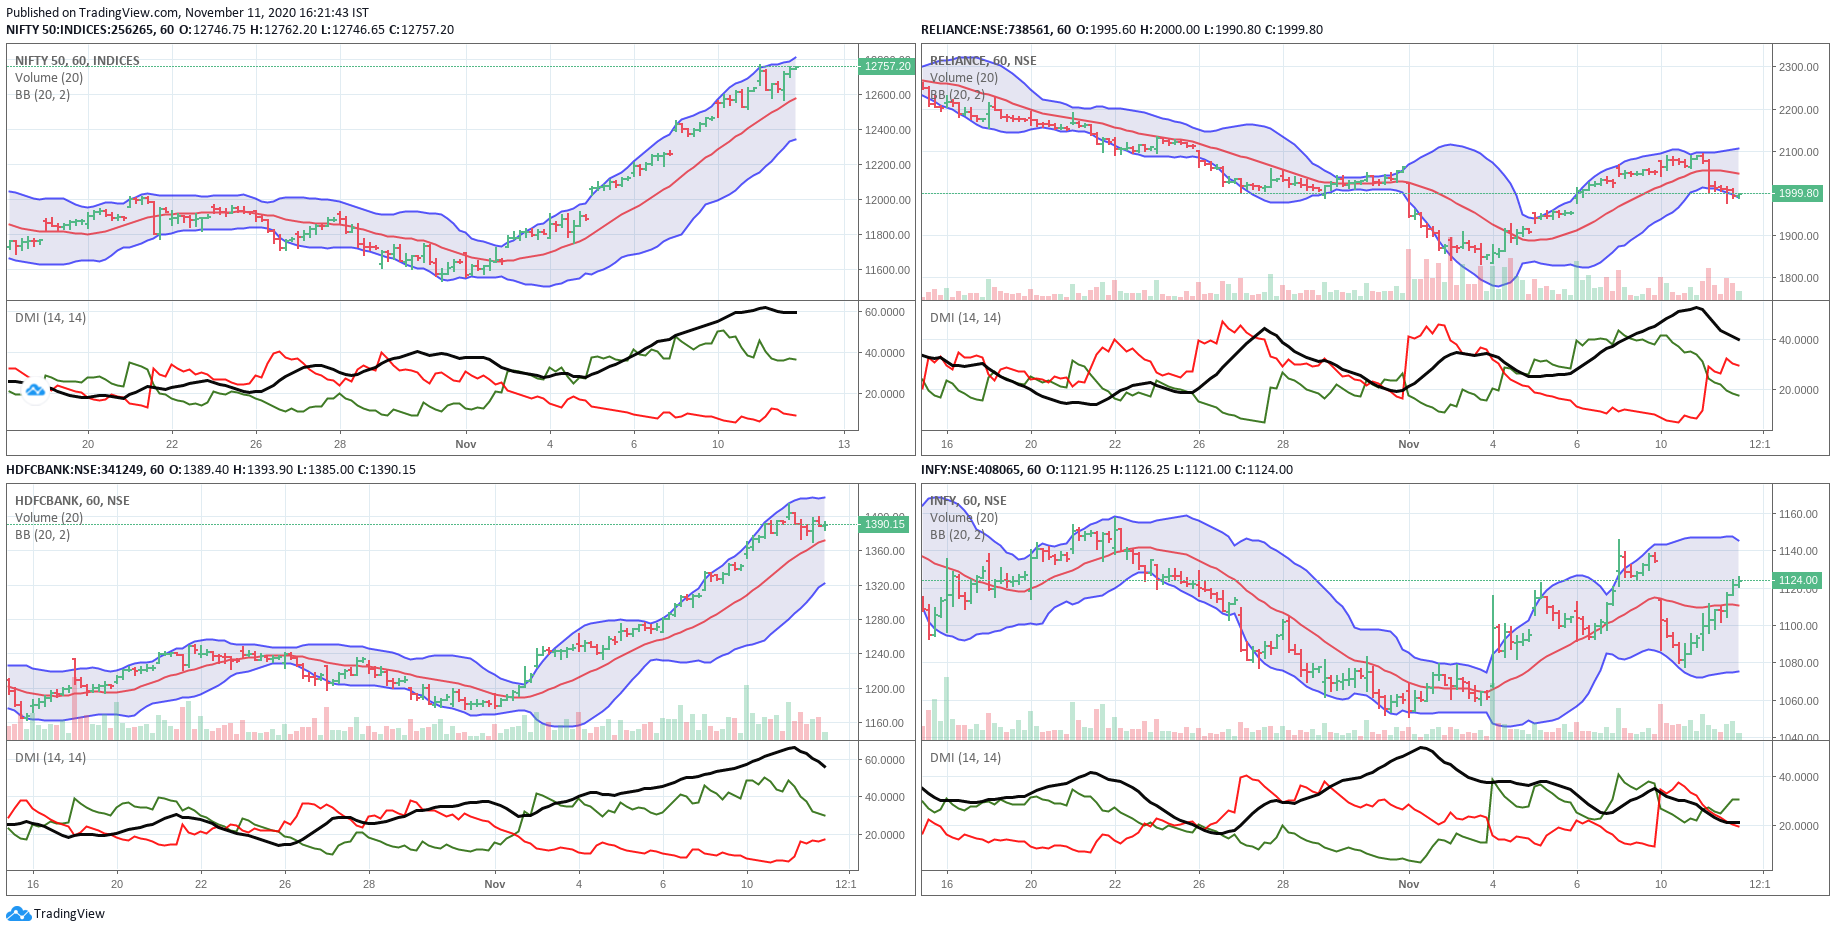 Published on TradingView.com, November 11, 2020 16:21:43 IST
NIFTY 50:INDICES:256265, 60 O:12746.75 H:12762.20 L:12746.65 C:12757.20
NIFTY 50, 60, INDICES
Volume (20)
BB (20, 2)
12757.20
12600.00
12400.00
12200.00
12000.00
11800.00
11600.00
DMI (14, 14)
60.0000
40.0000
20.0000
20 22 26 28 Nov 4 6 10 13
RELIANCE:NSE:738561, 60 O:1995.60 H:2000.00 L:1990.80 C:1999.80
RELIANCE, 60, NSE
Volume (20)
BB (20, 2)
2300.00
2200.00
2100.00
1999.80
1900.00
1800.00
DMI (14, 14)
40.0000
20.0000
16 20 22 26 28 Nov 4 6 10 12:1
HDFCBANK:NSE:341249, 60 O:1389.40 H:1393.90 L:1385.00 C:1390.15
HDFCBANK, 60, NSE
Volume (20)
BB (20, 2)
1390.15
1360.00
1320.00
1280.00
1240.00
1200.00
1160.00
DMI (14, 14)
60.0000
40.0000
20.0000
16 20 22 26 28 Nov 4 6 10 12:1
INFY:NSE:408065, 60 O:1121.95 H:1126.25 L:1121.00 C:1124.00
INFY, 60, NSE
Volume (20)
BB (20, 2)
1160.00
1140.00
1124.00
1120.00
1100.00
1080.00
1060.00
1040.00
DMI (14, 14)
40.0000
20.0000
16 20 22 26 28 Nov 4 6 10 12:1
TradingView